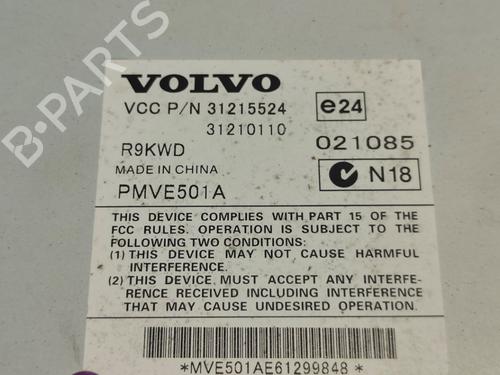 B-PARTS
VOLVO
VCC P/N 31215524
31210110
e24
R9KWD
021085
MADE IN CHINA
N18
PMVE501A
THIS DEVICE COMPLIES WITH PART 15 OF THE
FCC RULES. OPERATION IS SUBJECT TO THE
FOLLOWING TWO CONDITIONS:
(1) THIS DEVICE MAY NOT CAUSE HARMFUL
INTERFERENCE.
(2) THIS DEVICE MUST ACCEPT ANY INTERFE-
RENCE RECEIVED INCLUDING INTERFERENCE
THAT MAY CAUSE UNDESIRED OPERATION.
*MVE501AE61299848*